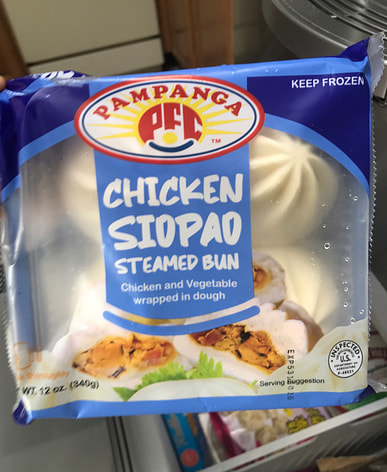 KEEP FROZEN
PAMPANGA
PFC
TM
CHICKEN
SIOPAO
STEAMED BUN
Chicken and Vegetable
wrapped in dough
WT. 12 oz. (340g)
Serving Suggestion
INSPECTED
U.S.